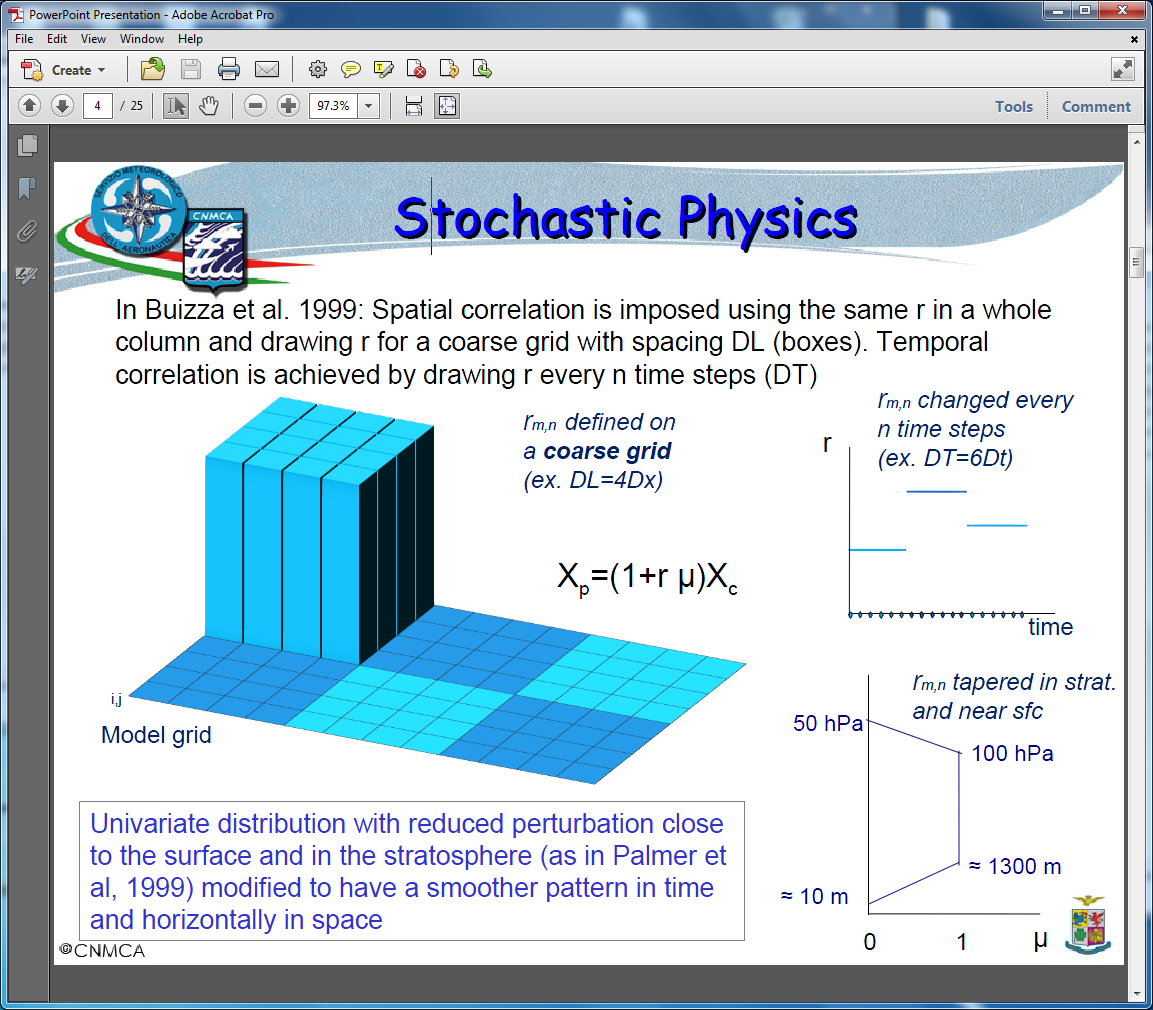 PowerPoint Presentation - Adobe Acrobat Pro
File Edit View Window Help
Create
4 / 25 97.3% Tools Comment
SERVIZIO METEOROLOGICO
DELL'AERONAUTICA
CNMCA
Stochastic Physics
In Buizza et al. 1999: Spatial correlation is imposed using the same r in a whole
column and drawing r for a coarse grid with spacing DL (boxes). Temporal
correlation is achieved by drawing r every n time steps (DT)
rm,n defined on
a coarse grid
(ex. DL=4Dx)
rm,n changed every
n time steps
(ex. DT=6Dt)
r
time
Xp=(1+r μ)Xc
i,j
Model grid
rm,n tapered in strat.
and near sfc
50 hPa
100 hPa
≈ 1300 m
≈ 10 m
0 1 μ
Univariate distribution with reduced perturbation close
to the surface and in the stratosphere (as in Palmer et
al, 1999) modified to have a smoother pattern in time
and horizontally in space
©CNMCA